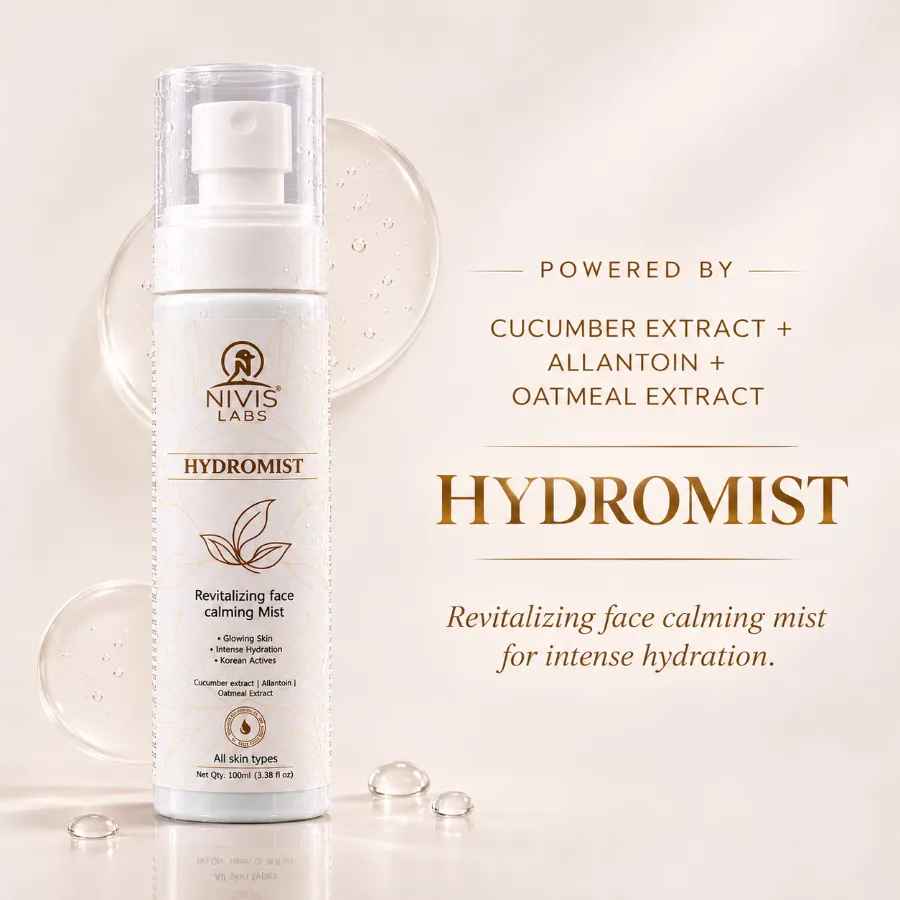 NIVIS®
LABS
HYDROMIST
Revitalizing face
calming Mist
• Glowing Skin
• Intense Hydration
• Korean Actives
Cucumber extract | Allantoin |
Oatmeal Extract
All skin types
Net Qty: 100ml (3.38 fl oz)
POWERED BY
CUCUMBER EXTRACT +
ALLANTOIN +
OATMEAL EXTRACT
HYDROMIST
Revitalizing face calming mist
for intense hydration.